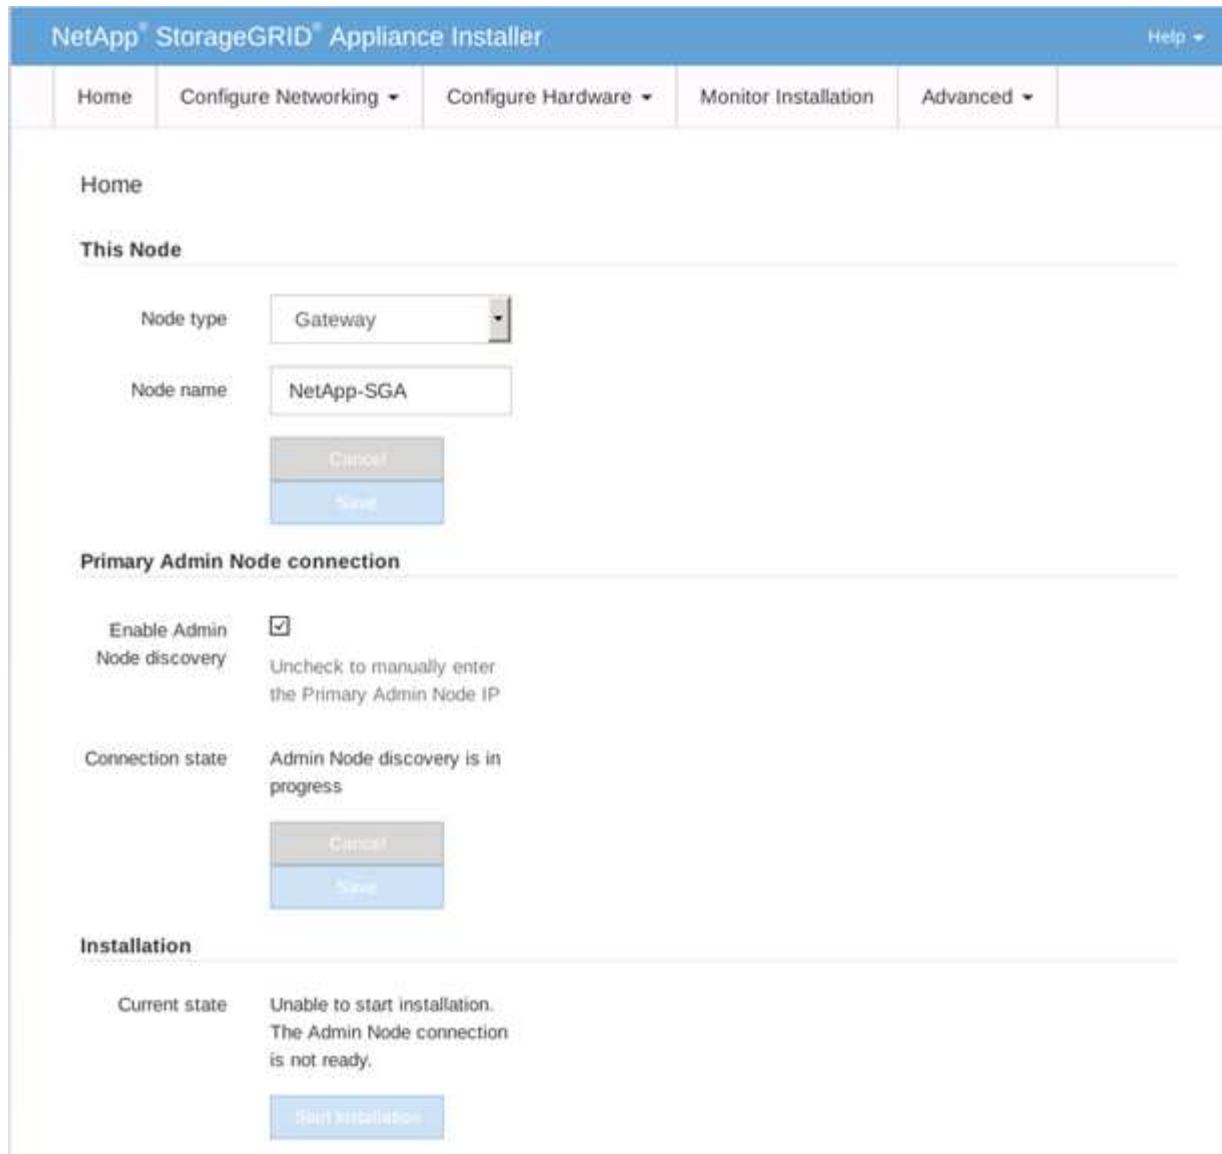 NetApp® StorageGRID® Appliance Installer
Help
Home
Configure Networking
Configure Hardware
Monitor Installation
Advanced
Home
This Node
Node type
Gateway
Node name
NetApp-SGA
Cancel
Save
Primary Admin Node connection
Enable Admin
Node discovery
Uncheck to manually enter
the Primary Admin Node IP
Connection state
Admin Node discovery is in
progress
Cancel
Save
Installation
Current state
Unable to start installation.
The Admin Node connection
is not ready.
Start Installation